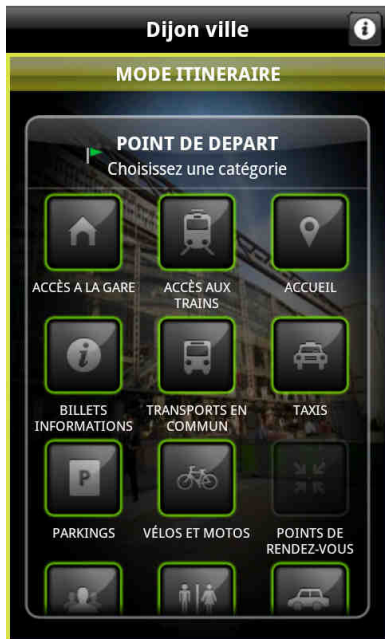 Dijon ville
MODE ITINERAIRE
POINT DE DEPART
Choisissez une catégorie
ACCÈS A LA GARE
ACCÈS AUX
TRAINS
ACCUEIL
BILLETS
INFORMATIONS
TRANSPORTS EN
COMMUN
TAXIS
P
PARKINGS
VÉLOS ET MOTOS
POINTS DE
RENDEZ-VOUS